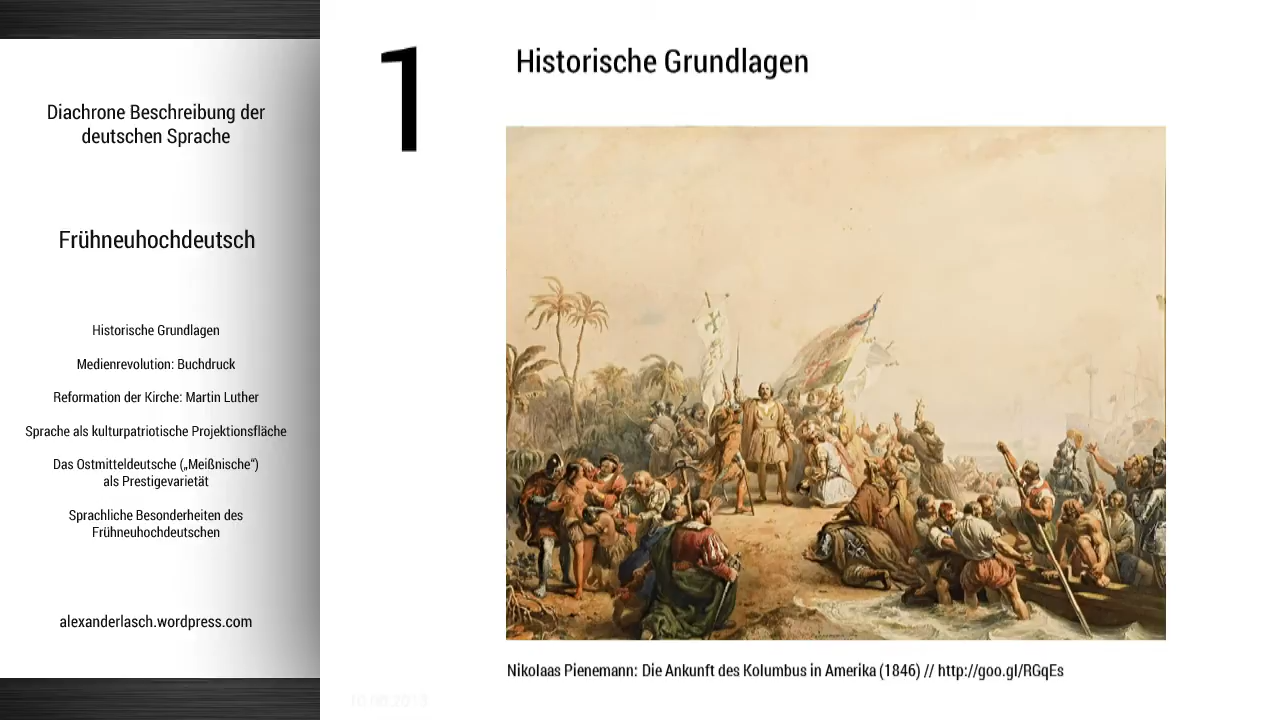 Diachrone Beschreibung der
deutschen Sprache
Frühneuhochdeutsch
Historische Grundlagen
Medienrevolution: Buchdruck
Reformation der Kirche: Martin Luther
Sprache als kulturpatriotische Projektionsfläche
Das Ostmitteldeutsche („Meißnische“)
als Prestigevarietät
Sprachliche Besonderheiten des
Frühneuhochdeutschen
alexanderlasch.wordpress.com
1
Historische Grundlagen
Nikolaas Pienemann: Die Ankunft des Kolumbus in Amerika (1846) // http://goo.gl/RGqEs